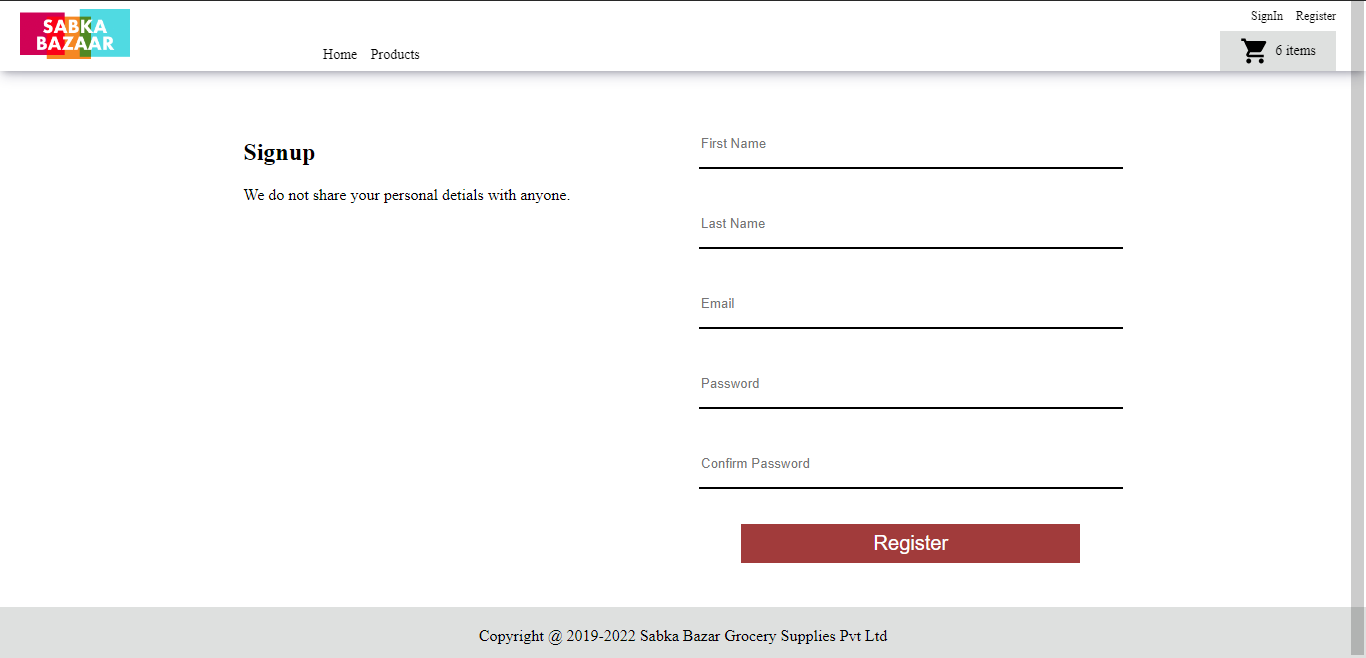 SABKA
BAZAAR
Home Products
SignIn Register
6 items
Signup
We do not share your personal detials with anyone.
First Name
Last Name
Email
Password
Confirm Password
Register
Copyright @ 2019-2022 Sabka Bazar Grocery Supplies Pvt Ltd